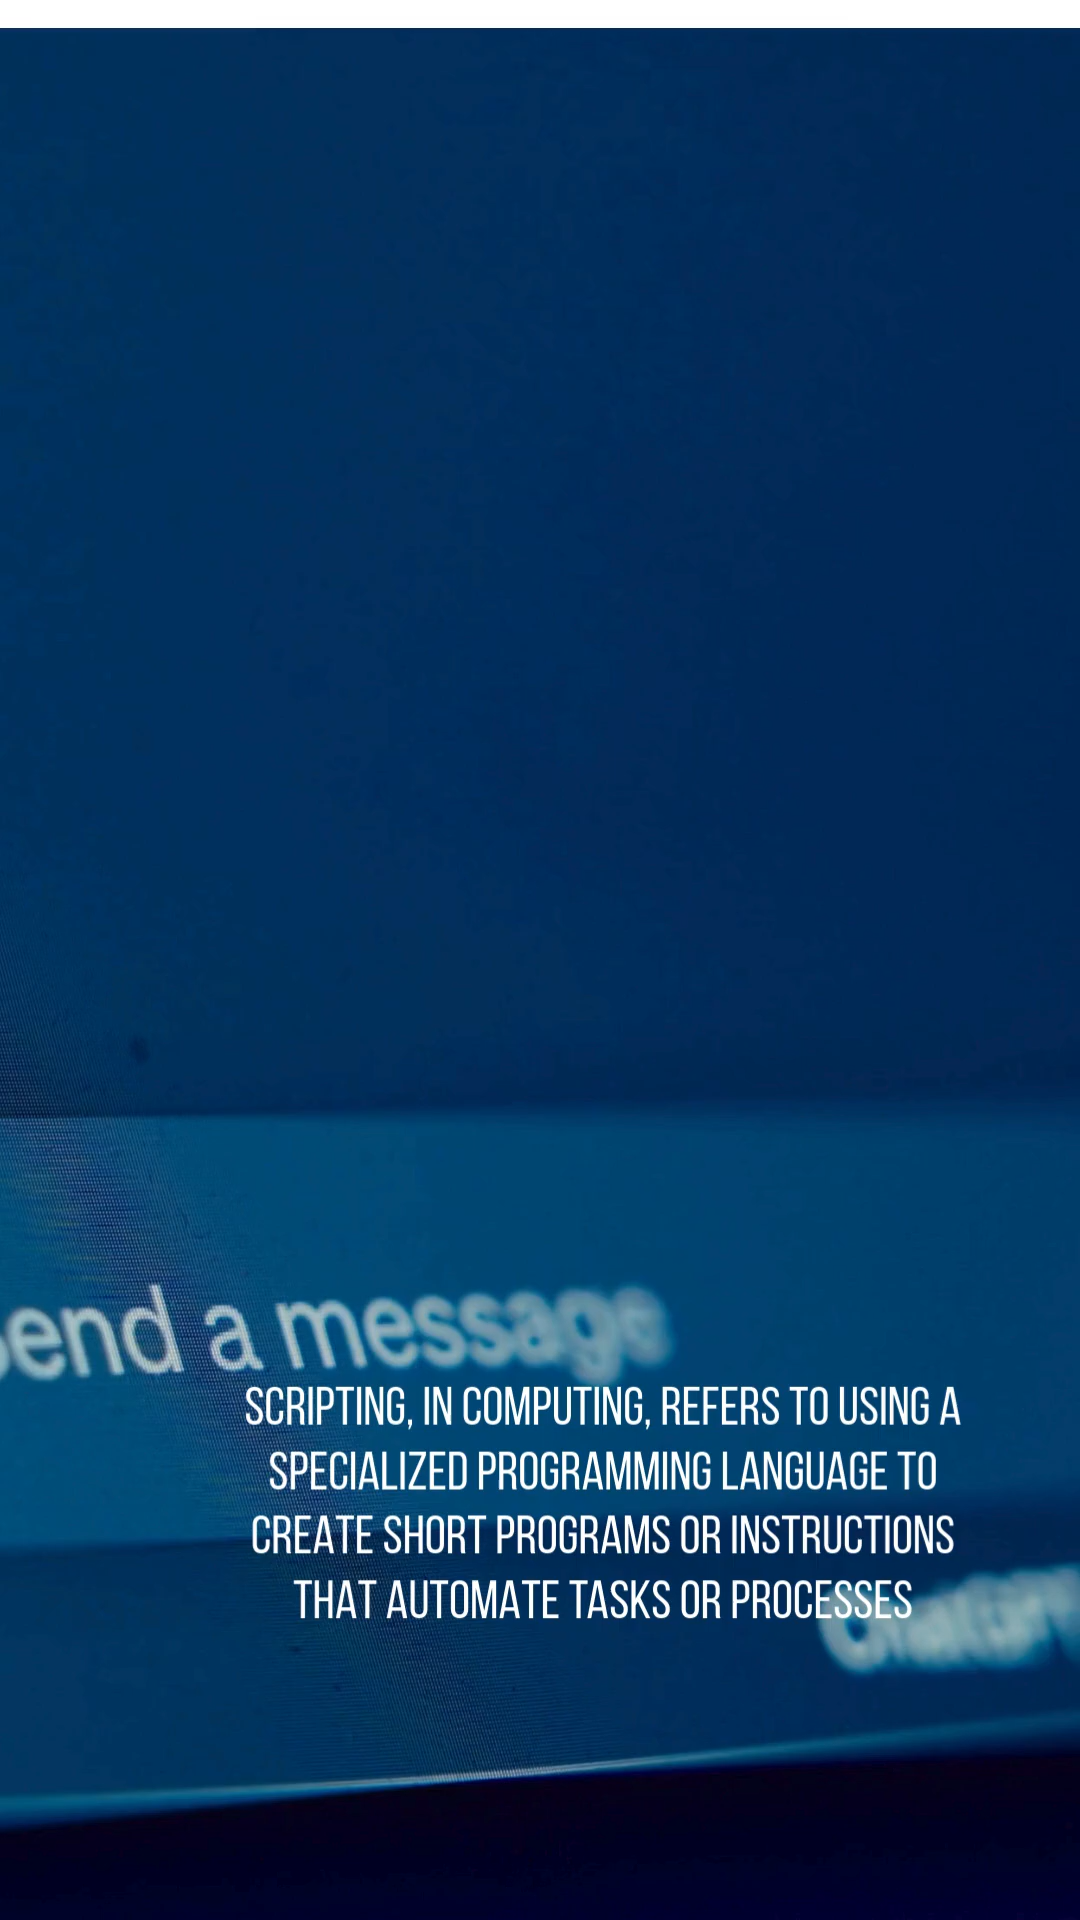 Send a message
SCRIPTING, IN COMPUTING, REFERS TO USING A
SPECIALIZED PROGRAMMING LANGUAGE TO
CREATE SHORT PROGRAMS OR INSTRUCTIONS
THAT AUTOMATE TASKS OR PROCESSES